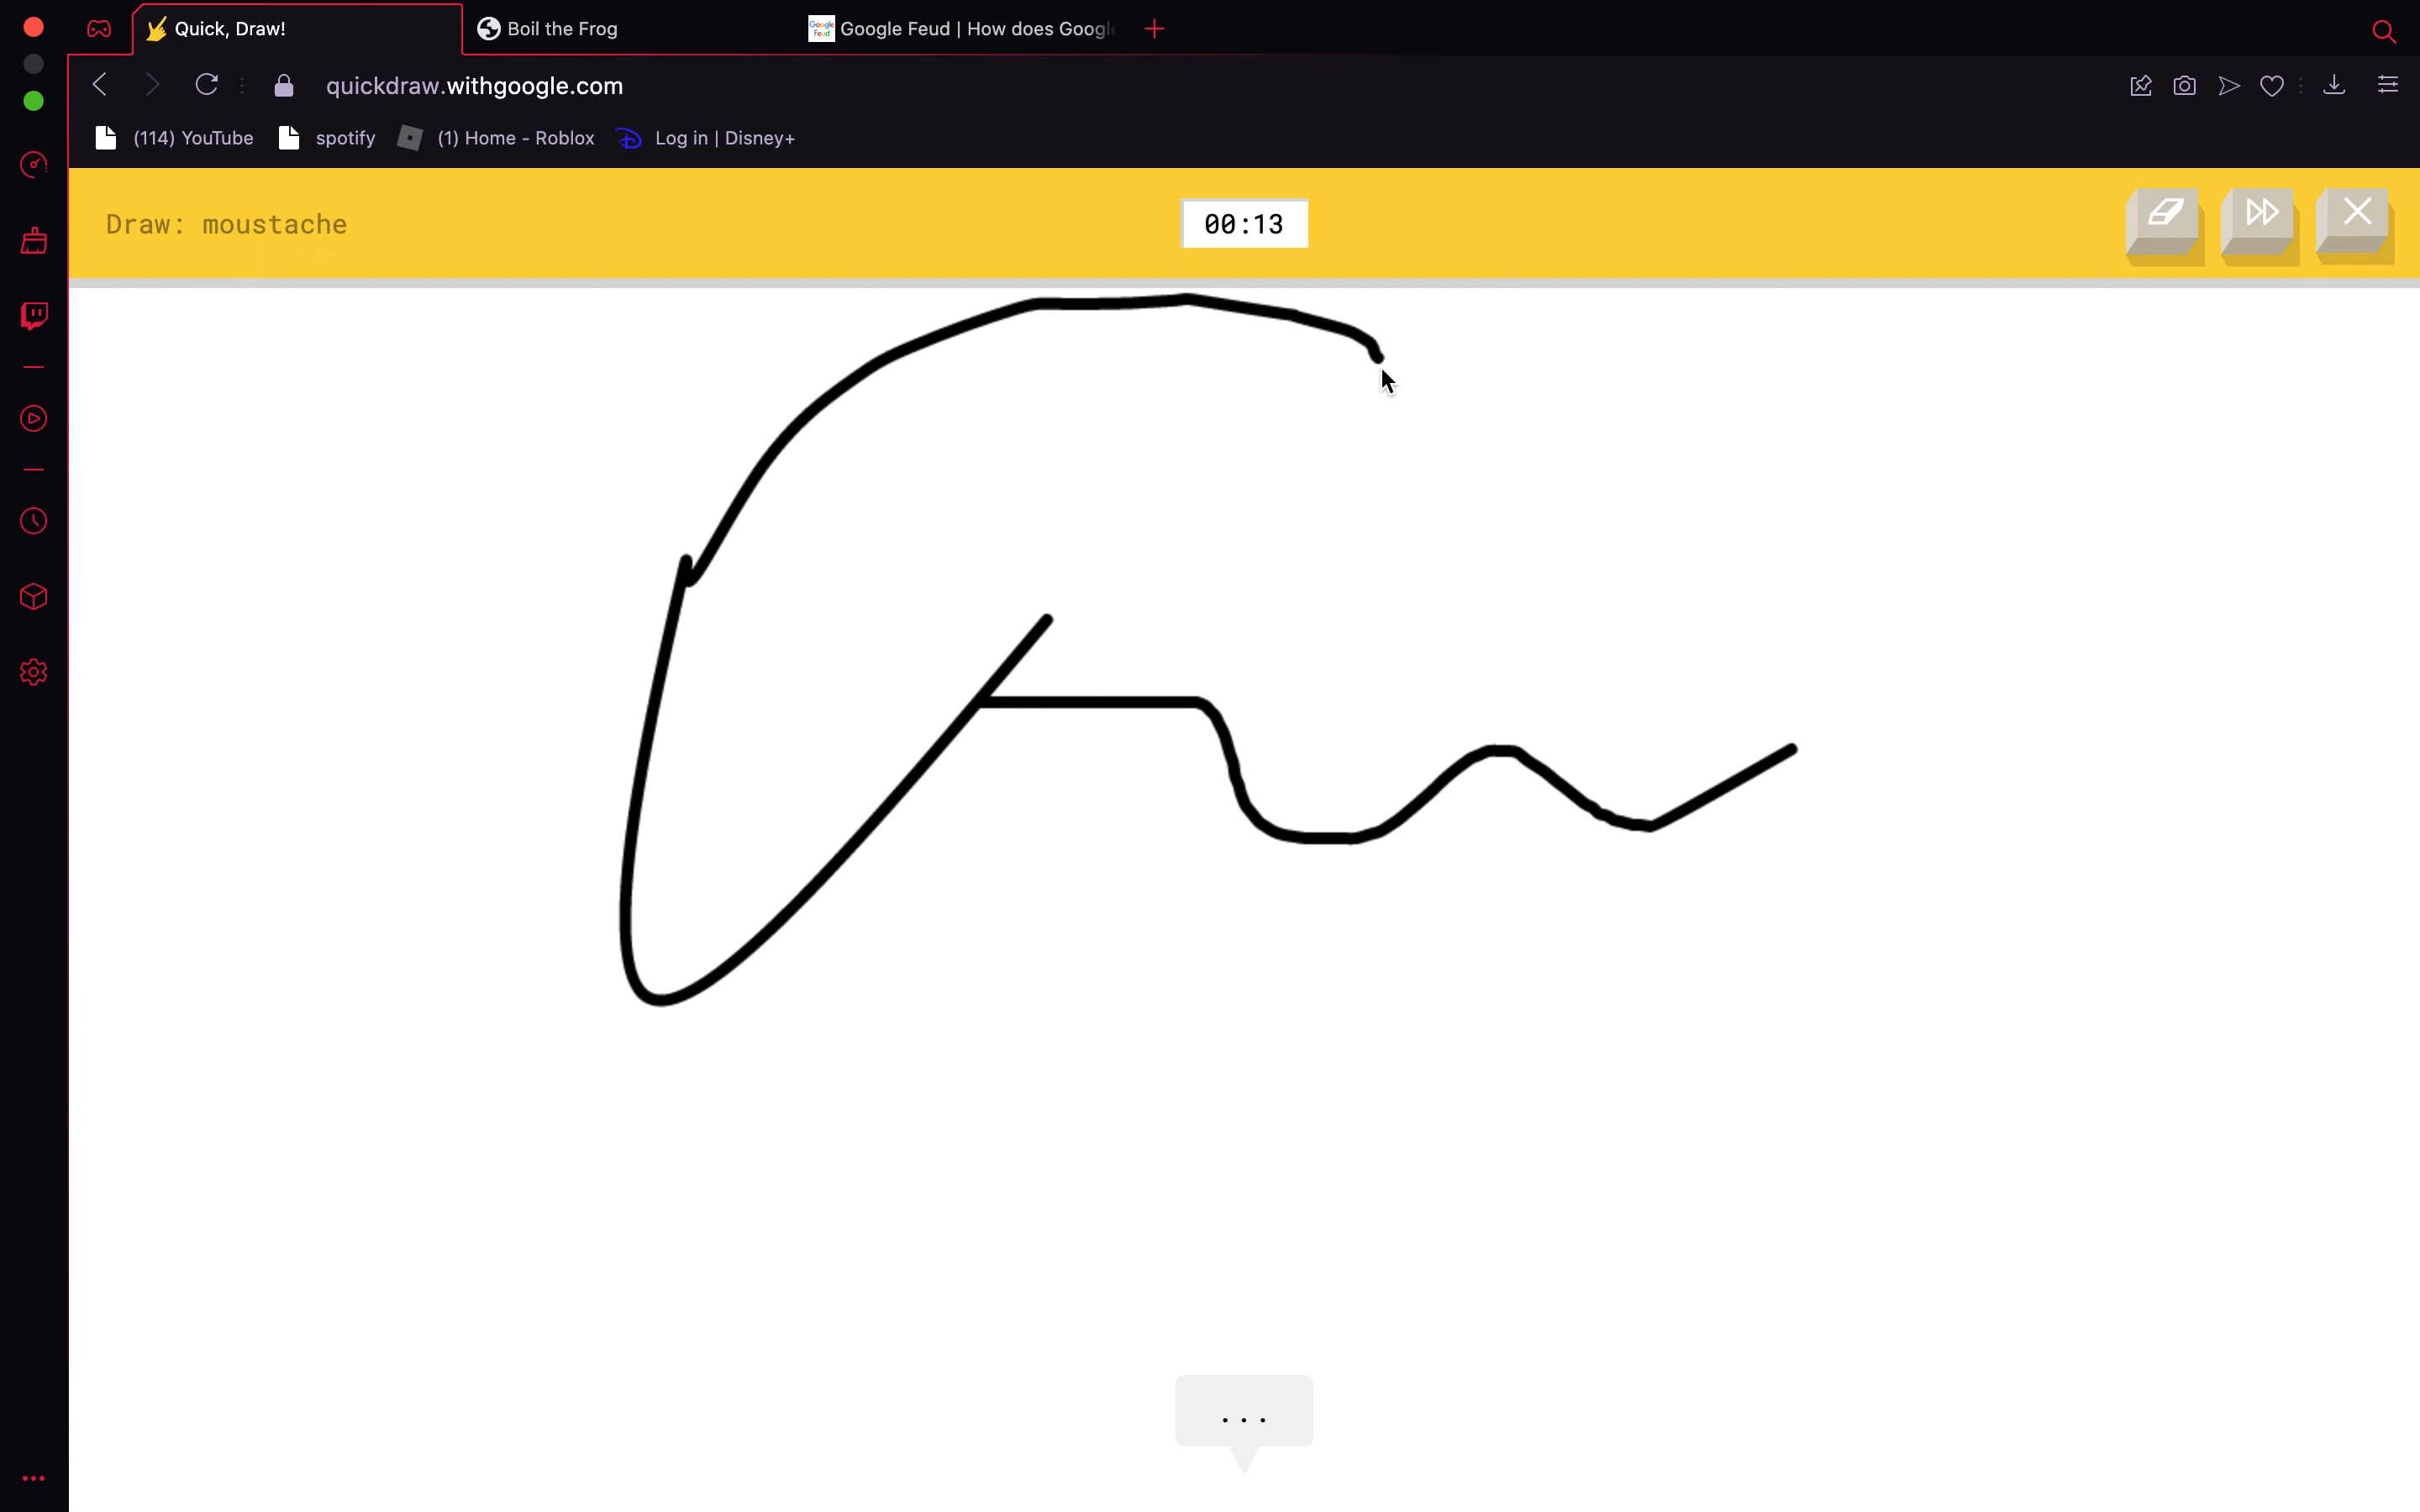 Quick, Draw!
Boil the Frog
Google Feud | How does Googl
quickdraw.withgoogle.com
(114) YouTube
spotify
(1) Home - Roblox
Log in | Disney+
Draw: moustache
00:13
...